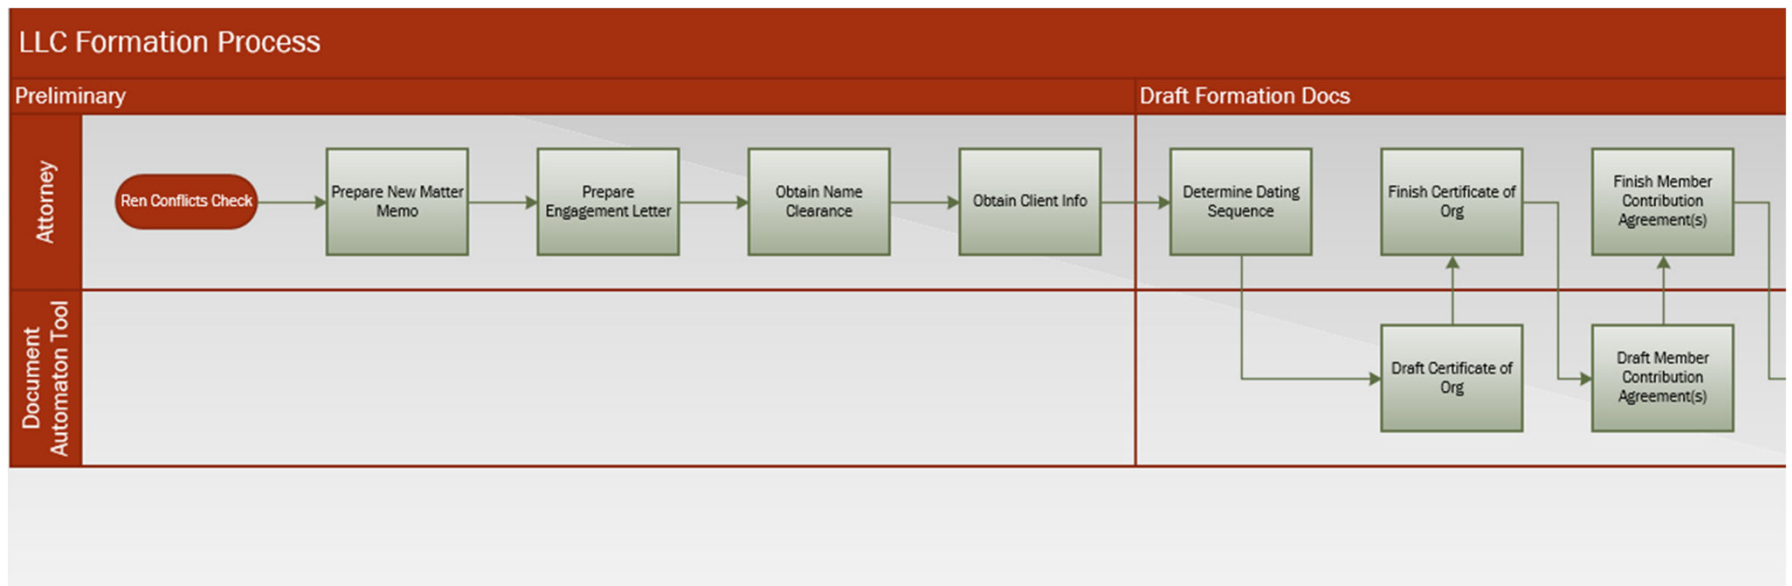 LLC Formation Process
Preliminary
Draft Formation Docs
Attorney
Ren Conflicts Check
Prepare New Matter
Memo
Prepare
Engagement Letter
Obtain Name
Clearance
Obtain Client Info
Determine Dating
Sequence
Finish Certificate of
Org
Finish Member
Contribution
Agreement(s)
Document
Automaton Tool
Draft Certificate of
Org
Draft Member
Contribution
Agreement(s)